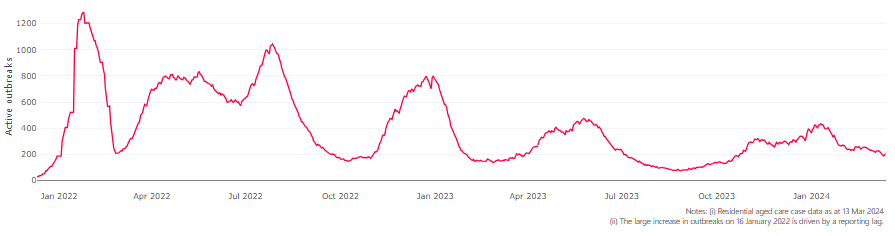 Active outbreaks
1200
1000
800
600
400
200
0
Jan 2022 Apr 2022 Jul 2022 Oct 2022 Jan 2023 Apr 2023 Jul 2023 Oct 2023 Jan 2024
Notes: (i) Residential aged care case data as at 13 Mar 2024
(ii) The large increase in outbreaks on 16 January 2022 is driven by a reporting lag.